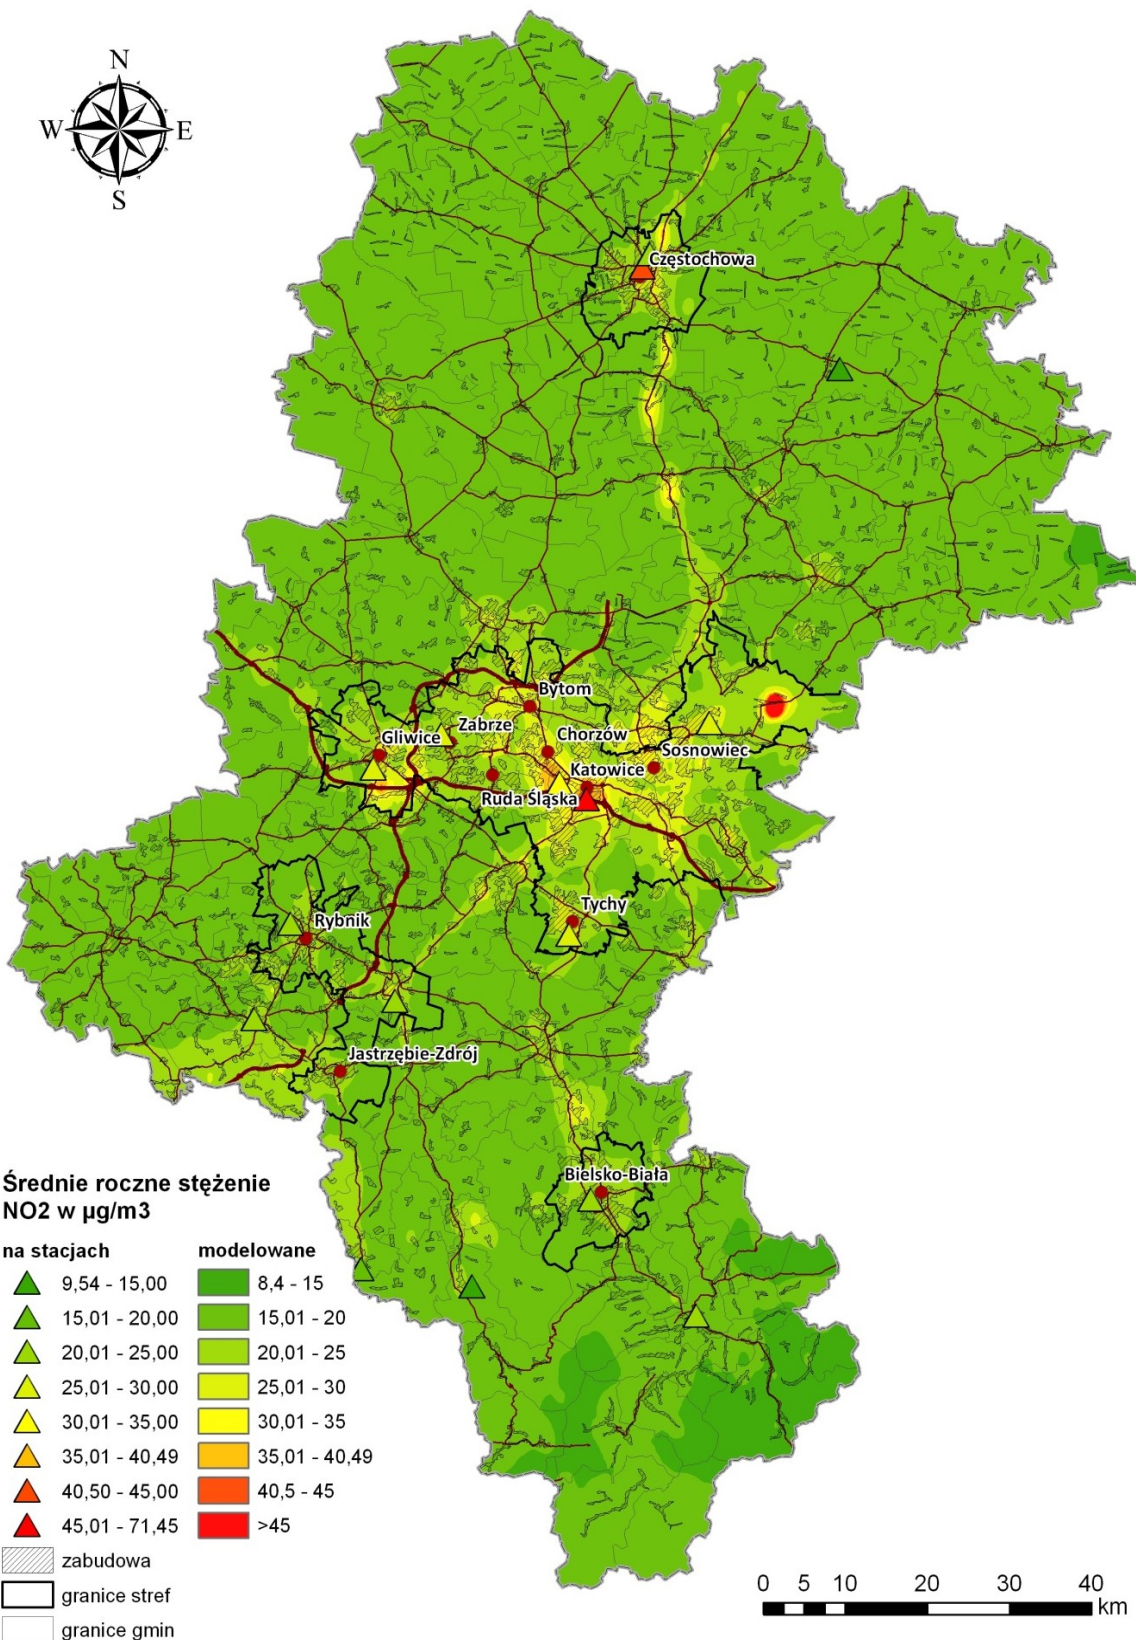 N
W E
S
Częstochowa
Bytom
Zabrze
Chorzów
Gliwice
Sosnowiec
Katowice
Ruda Śląska
Tychy
Rybnik
Jastrzębie-Zdrój
Bielsko-Biała
Średnie roczne stężenie
NO2 w µg/m3
na stacjach modelowane
9,54 - 15,00 8,4 - 15
15,01 - 20,00 15,01 - 20
20,01 - 25,00 20,01 - 25
25,01 - 30,00 25,01 - 30
30,01 - 35,00 30,01 - 35
35,01 - 40,49 35,01 - 40,49
40,50 - 45,00 40,5 - 45
45,01 - 71,45 >45
zabudowa
granice stref
granice gmin
0 5 10 20 30 40
km